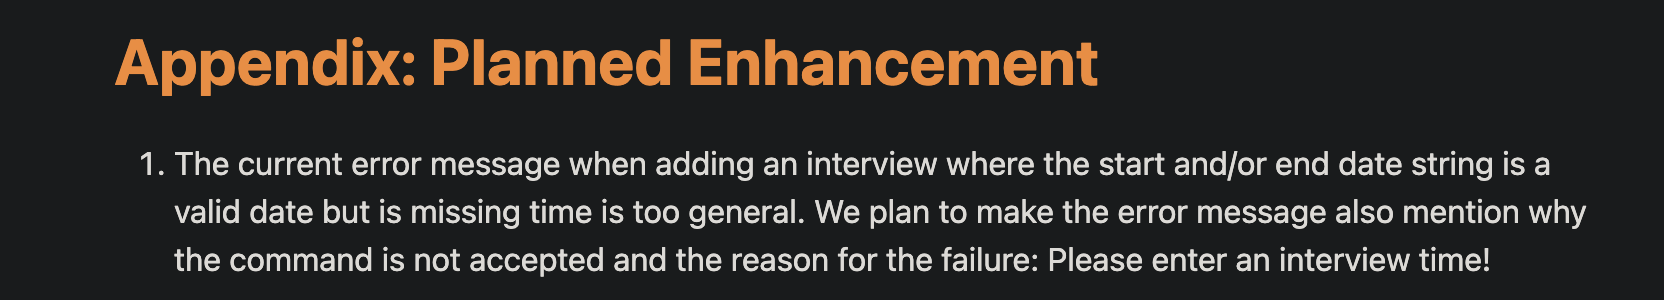 Appendix: Planned Enhancement
1. The current error message when adding an interview where the start and/or end date string is a
valid date but is missing time is too general. We plan to make the error message also mention why
the command is not accepted and the reason for the failure: Please enter an interview time!